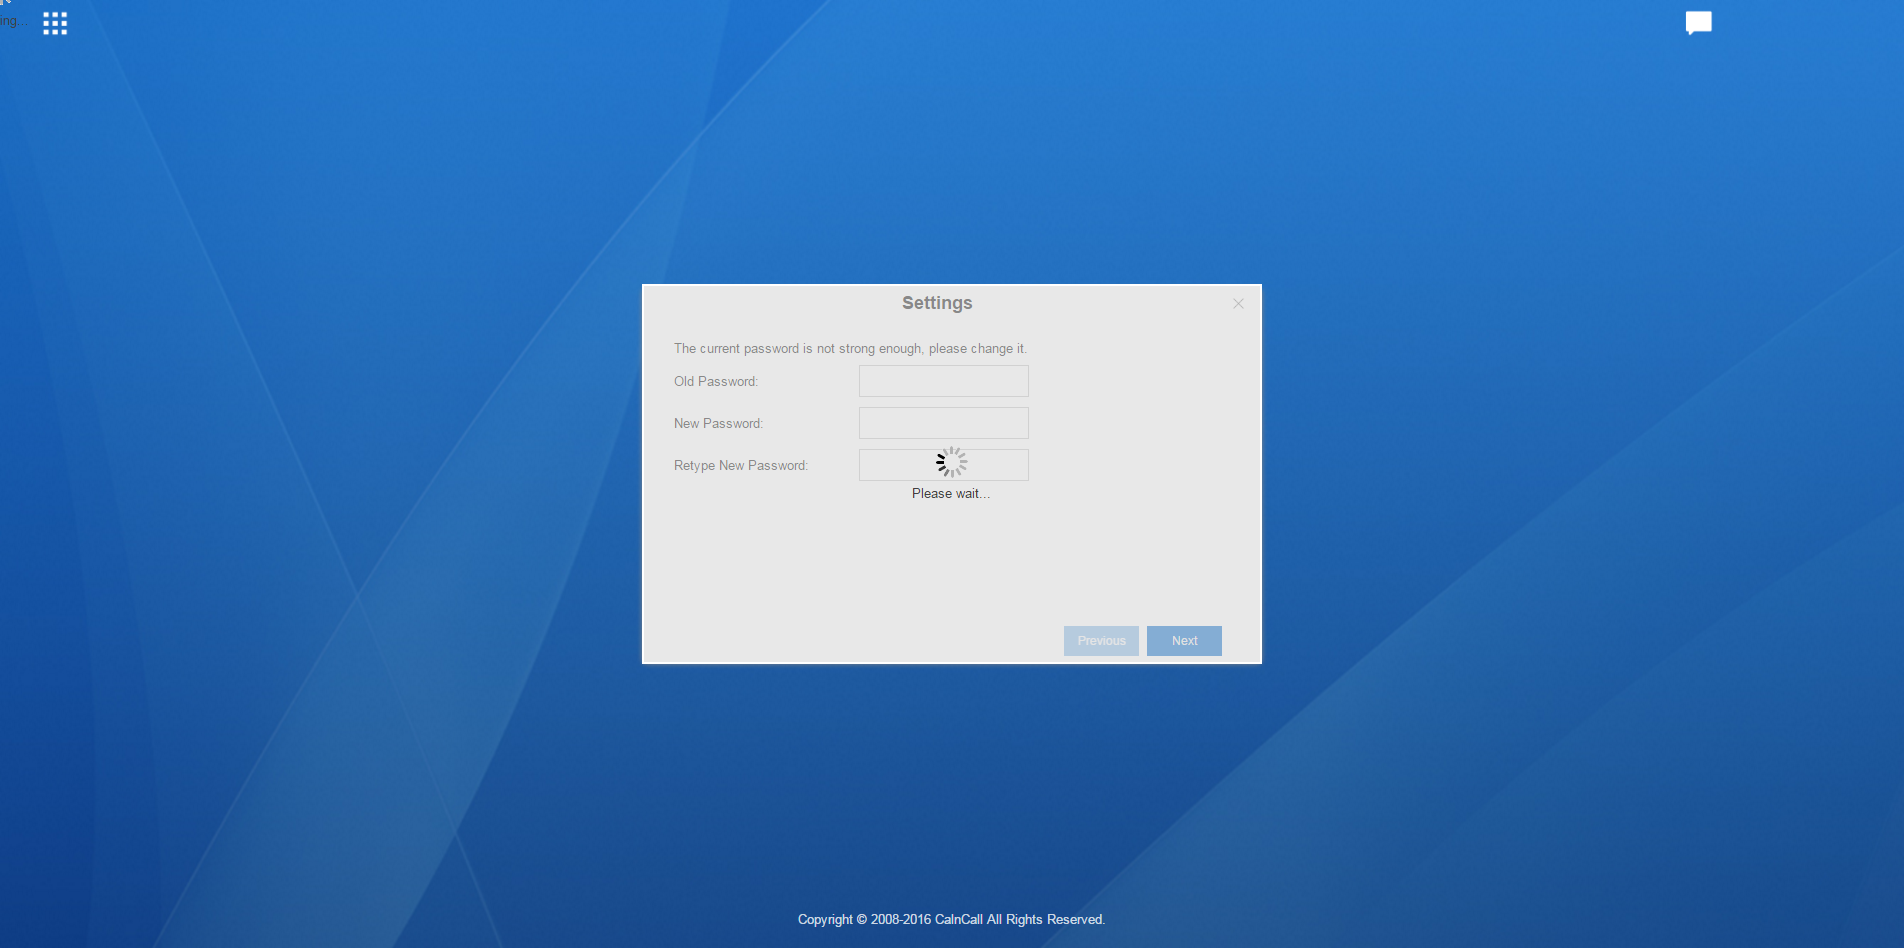 ing...
Settings
The current password is not strong enough, please change it.
Old Password:
New Password:
Retype New Password:
Please wait...
Previous Next
Copyright © 2008-2016 CalnCall All Rights Reserved.